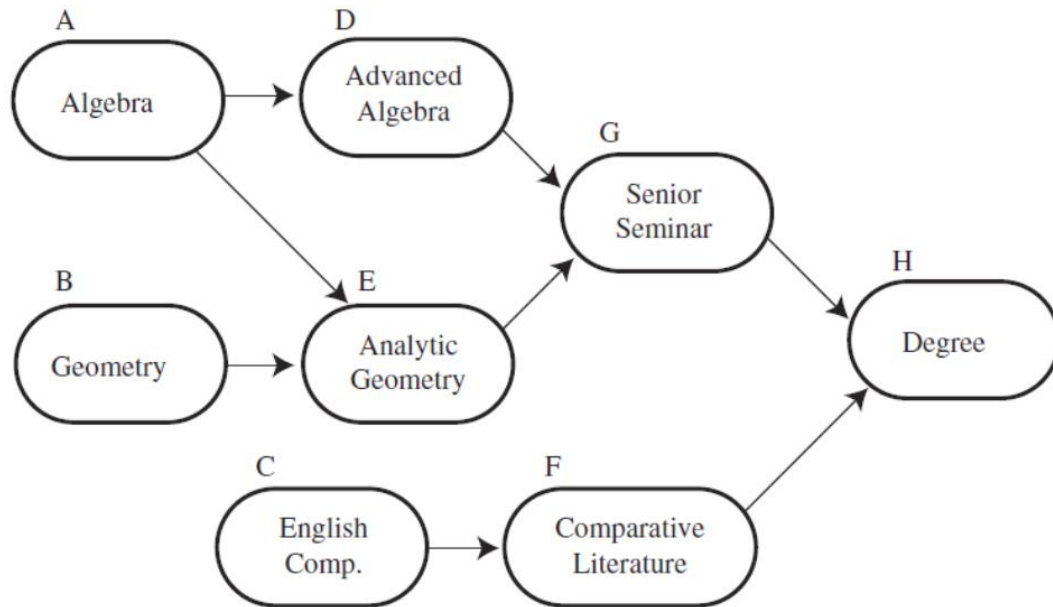 A
Algebra
D
Advanced
Algebra
G
Senior
Seminar
B
Geometry
E
Analytic
Geometry
H
Degree
C
English
Comp.
F
Comparative
Literature